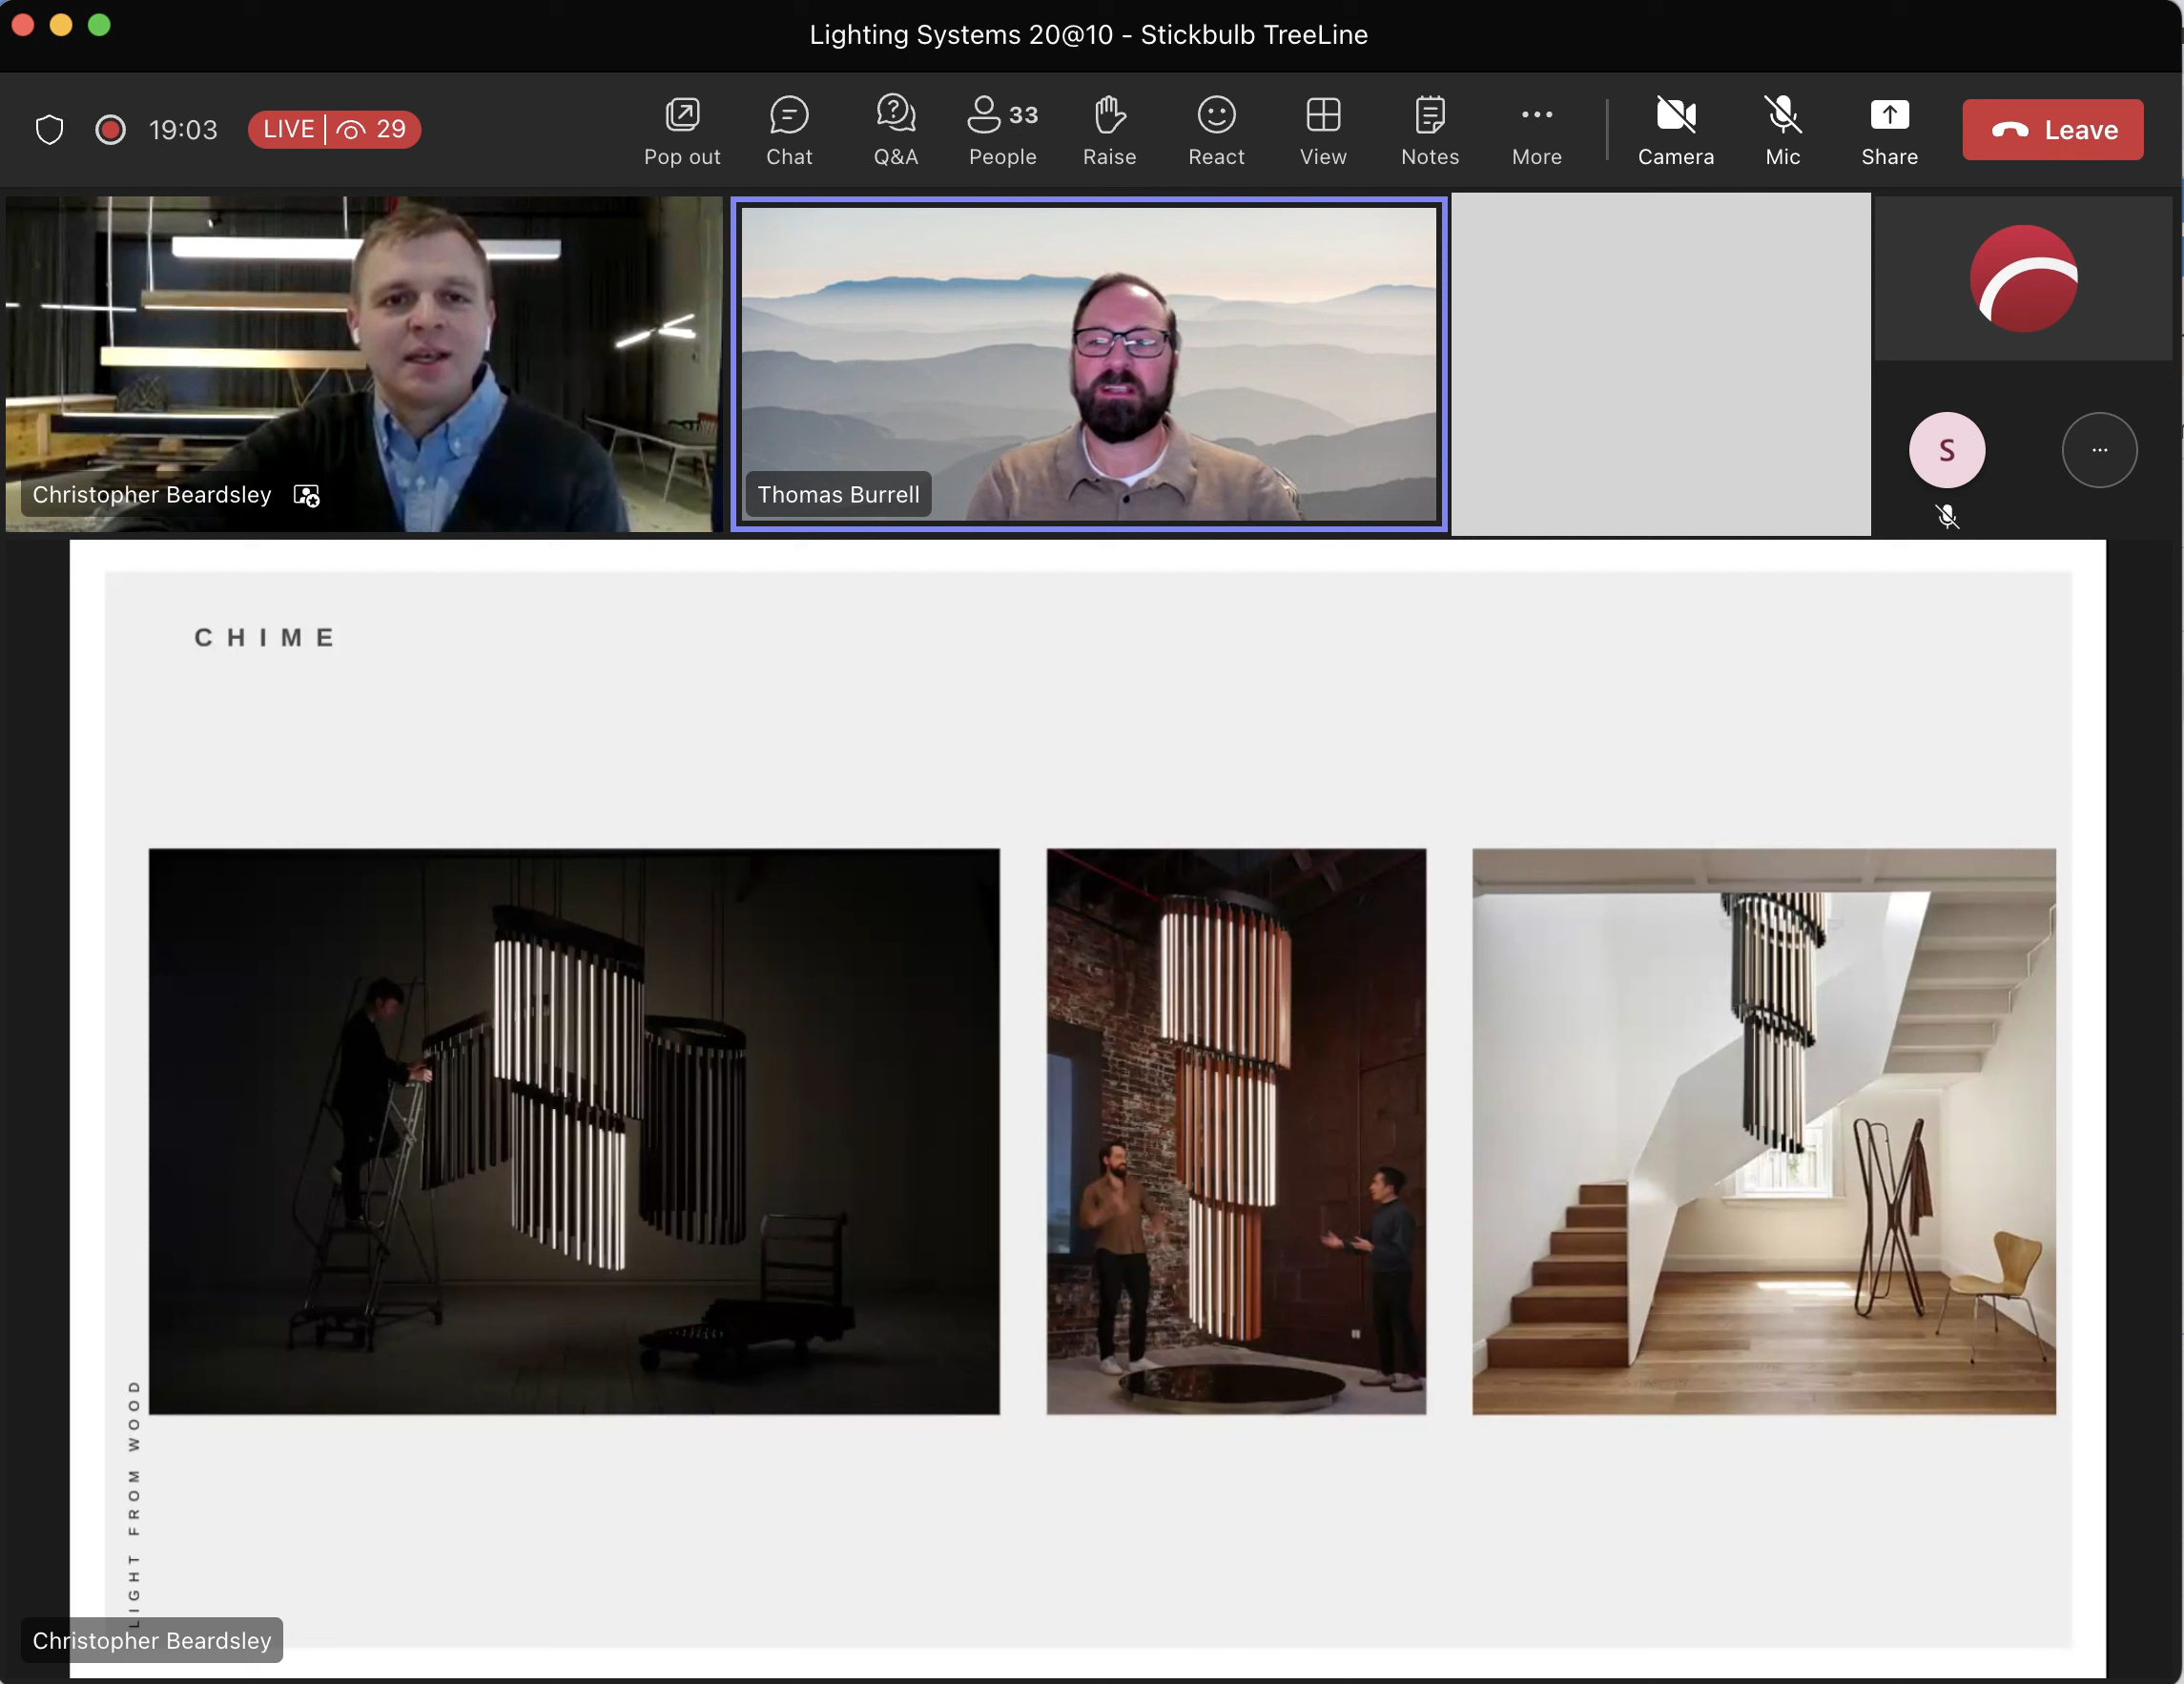 Lighting Systems 20@10 - Stickbulb TreeLine
19:03
LIVE 29
Pop out
Chat
Q&A
33
People
Raise
React
View
Notes
More
Camera
Mic
Share
Leave
Christopher Beardsley
Thomas Burrell
S
CHIME
LIGHT FROM WOOD
Christopher Beardsley